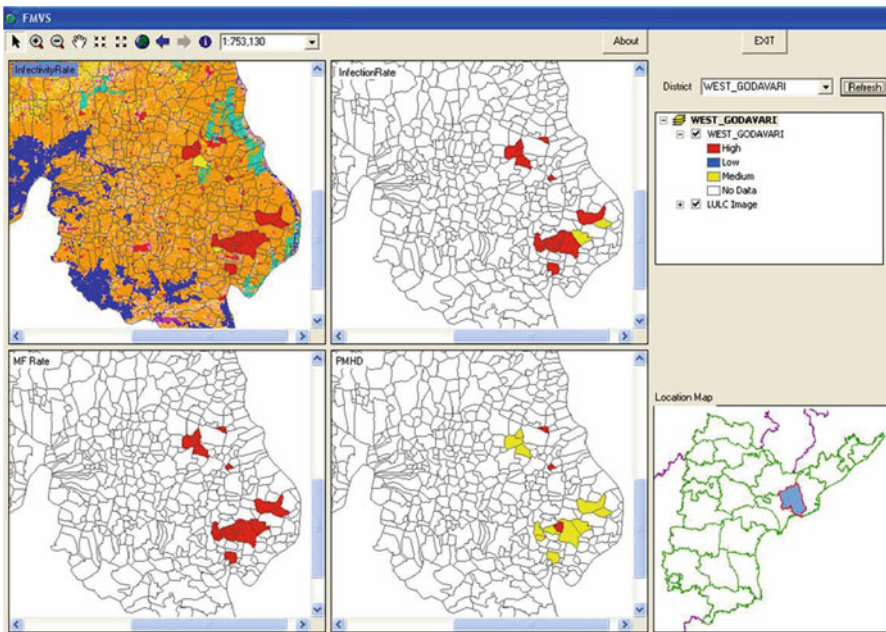 FMVS
1:753,130
About
EXIT
InfectivityRate
InfectionRate
District WEST_GODAVARI Refresh
WEST_GODAVARI
WEST_GODAVARI
High
Low
Medium
No Data
LULC Image
MF Rate
PMHD
Location Map